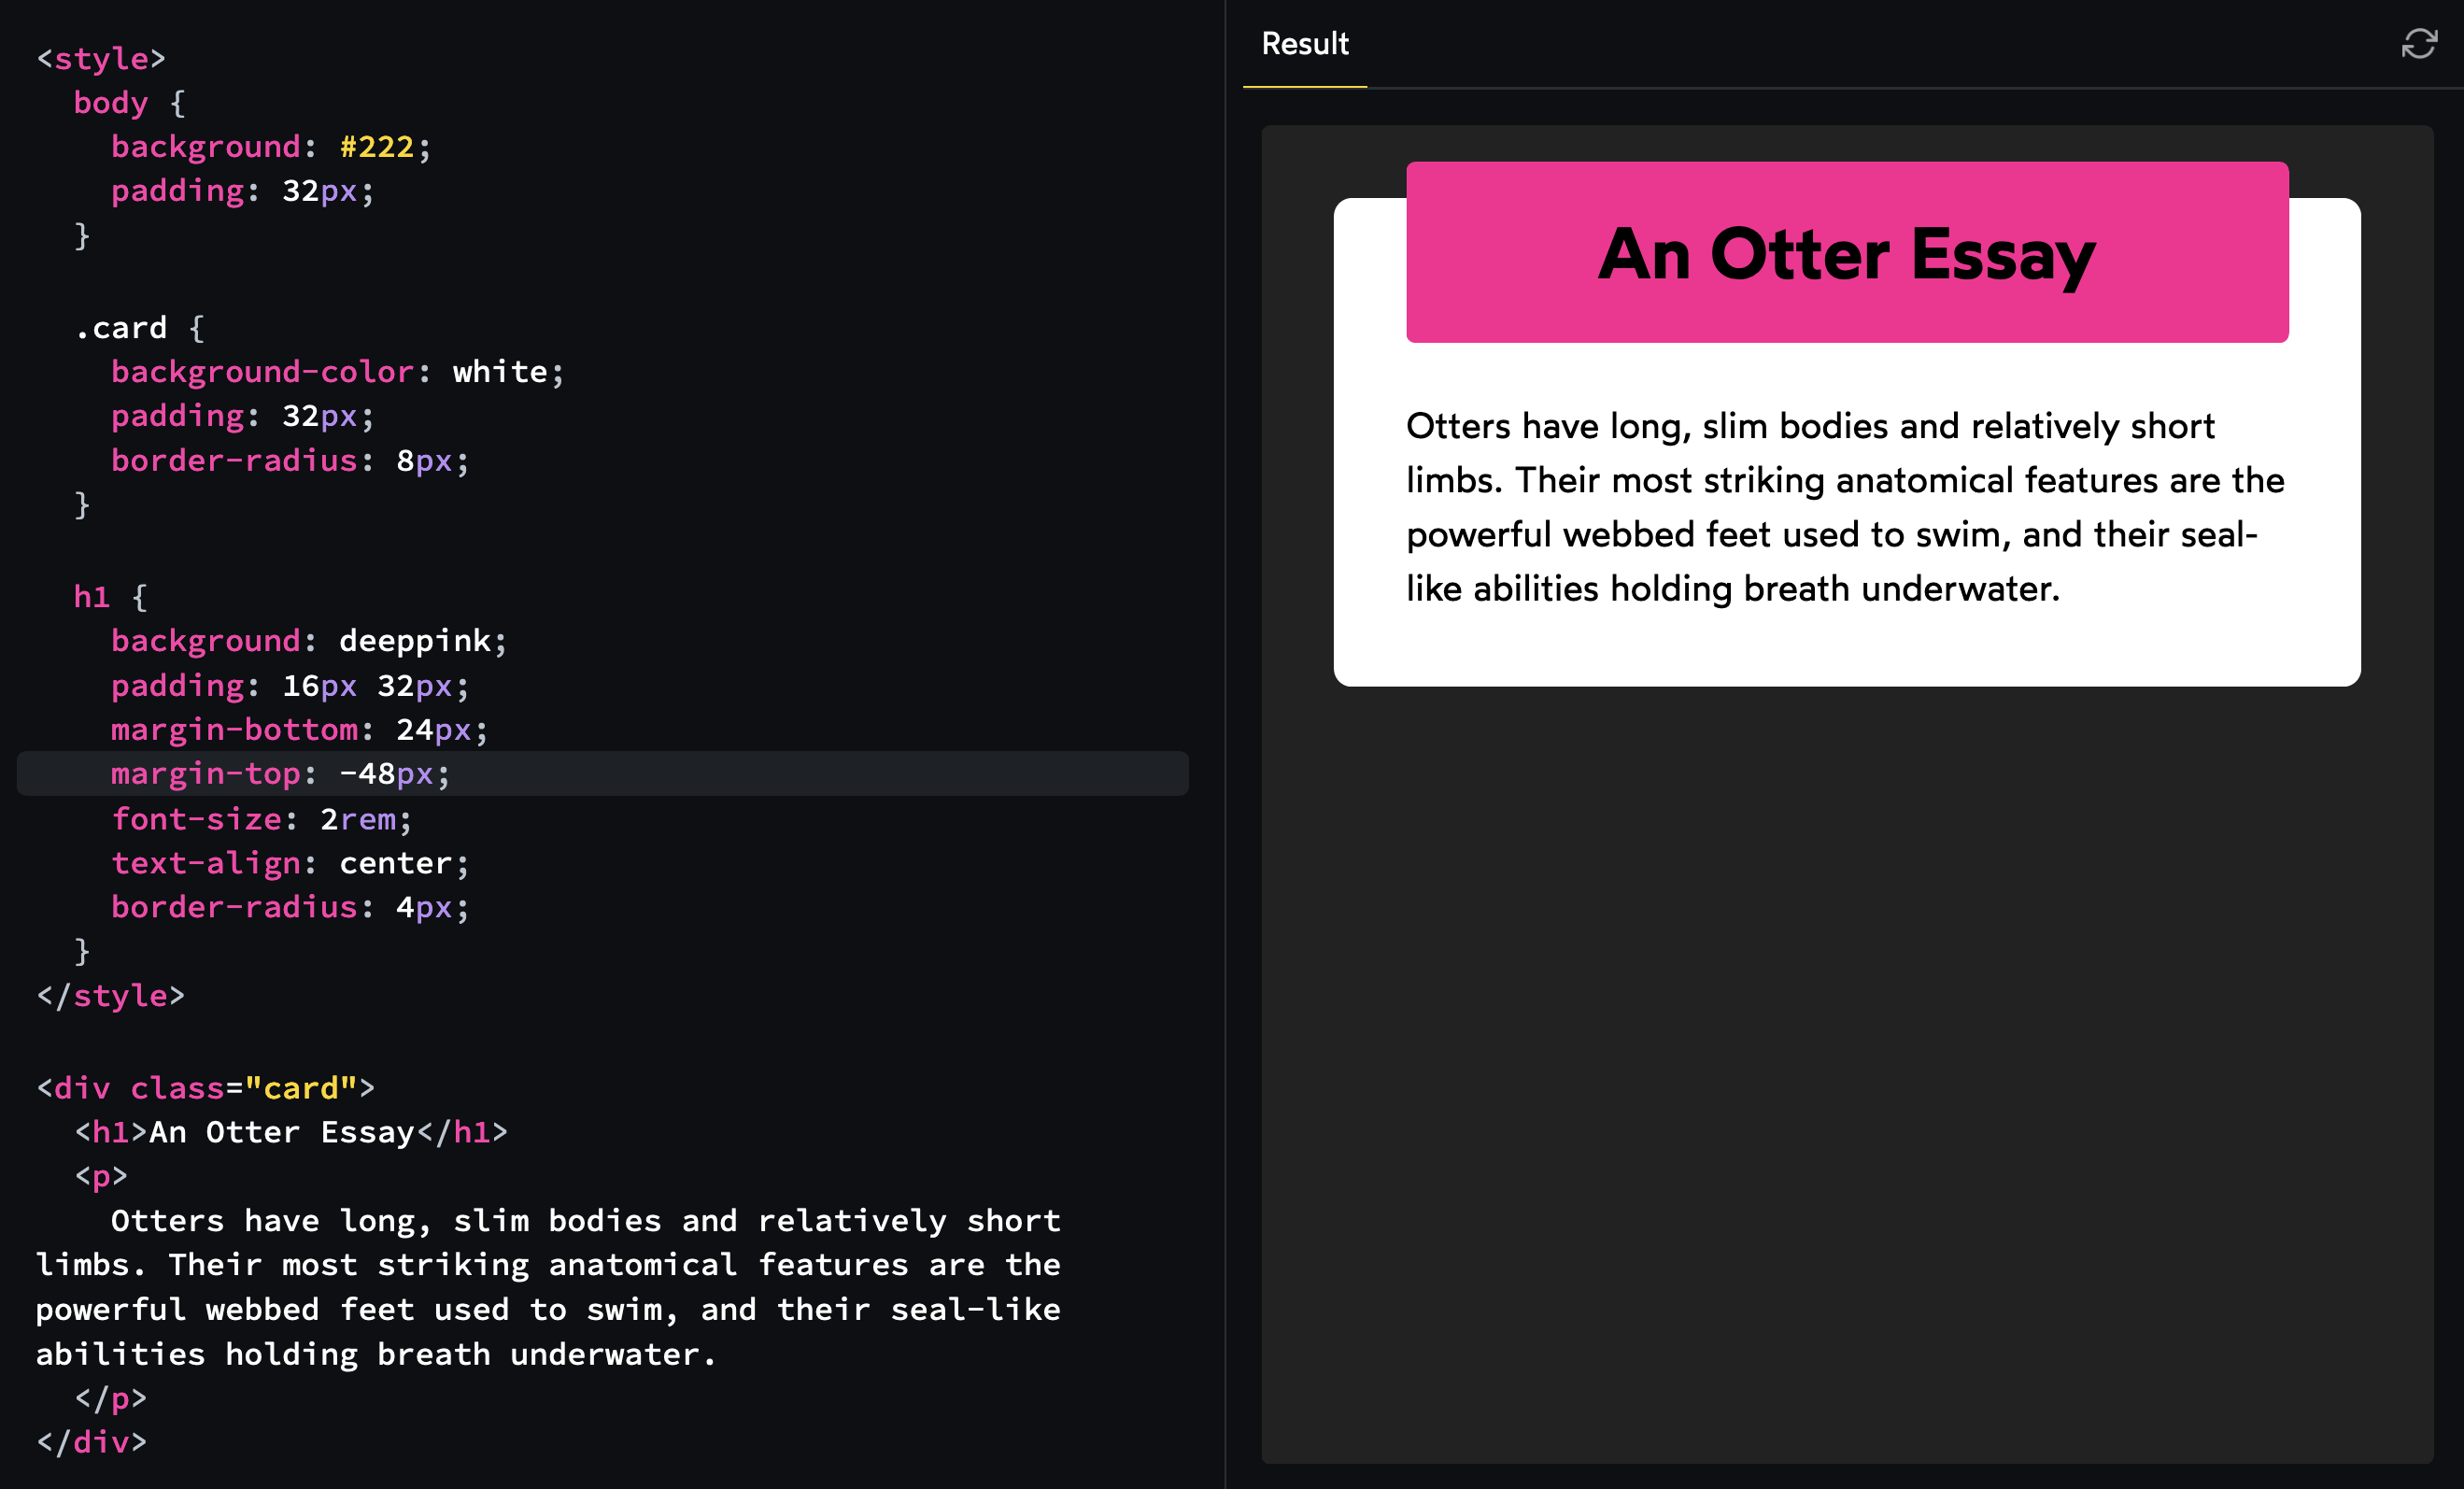 <style>
  body {
    background: #222;
    padding: 32px;
  }

  .card {
    background-color: white;
    padding: 32px;
    border-radius: 8px;
  }

  h1 {
    background: deeppink;
    padding: 16px 32px;
    margin-bottom: 24px;
    margin-top: -48px;
    font-size: 2rem;
    text-align: center;
    border-radius: 4px;
  }
</style>

<div class="card">
  <h1>An Otter Essay</h1>
  <p>
    Otters have long, slim bodies and relatively short
limbs. Their most striking anatomical features are the
powerful webbed feet used to swim, and their seal-like
abilities holding breath underwater.
  </p>
</div>
Result
An Otter Essay
Otters have long, slim bodies and relatively short
limbs. Their most striking anatomical features are the
powerful webbed feet used to swim, and their seal-
like abilities holding breath underwater.